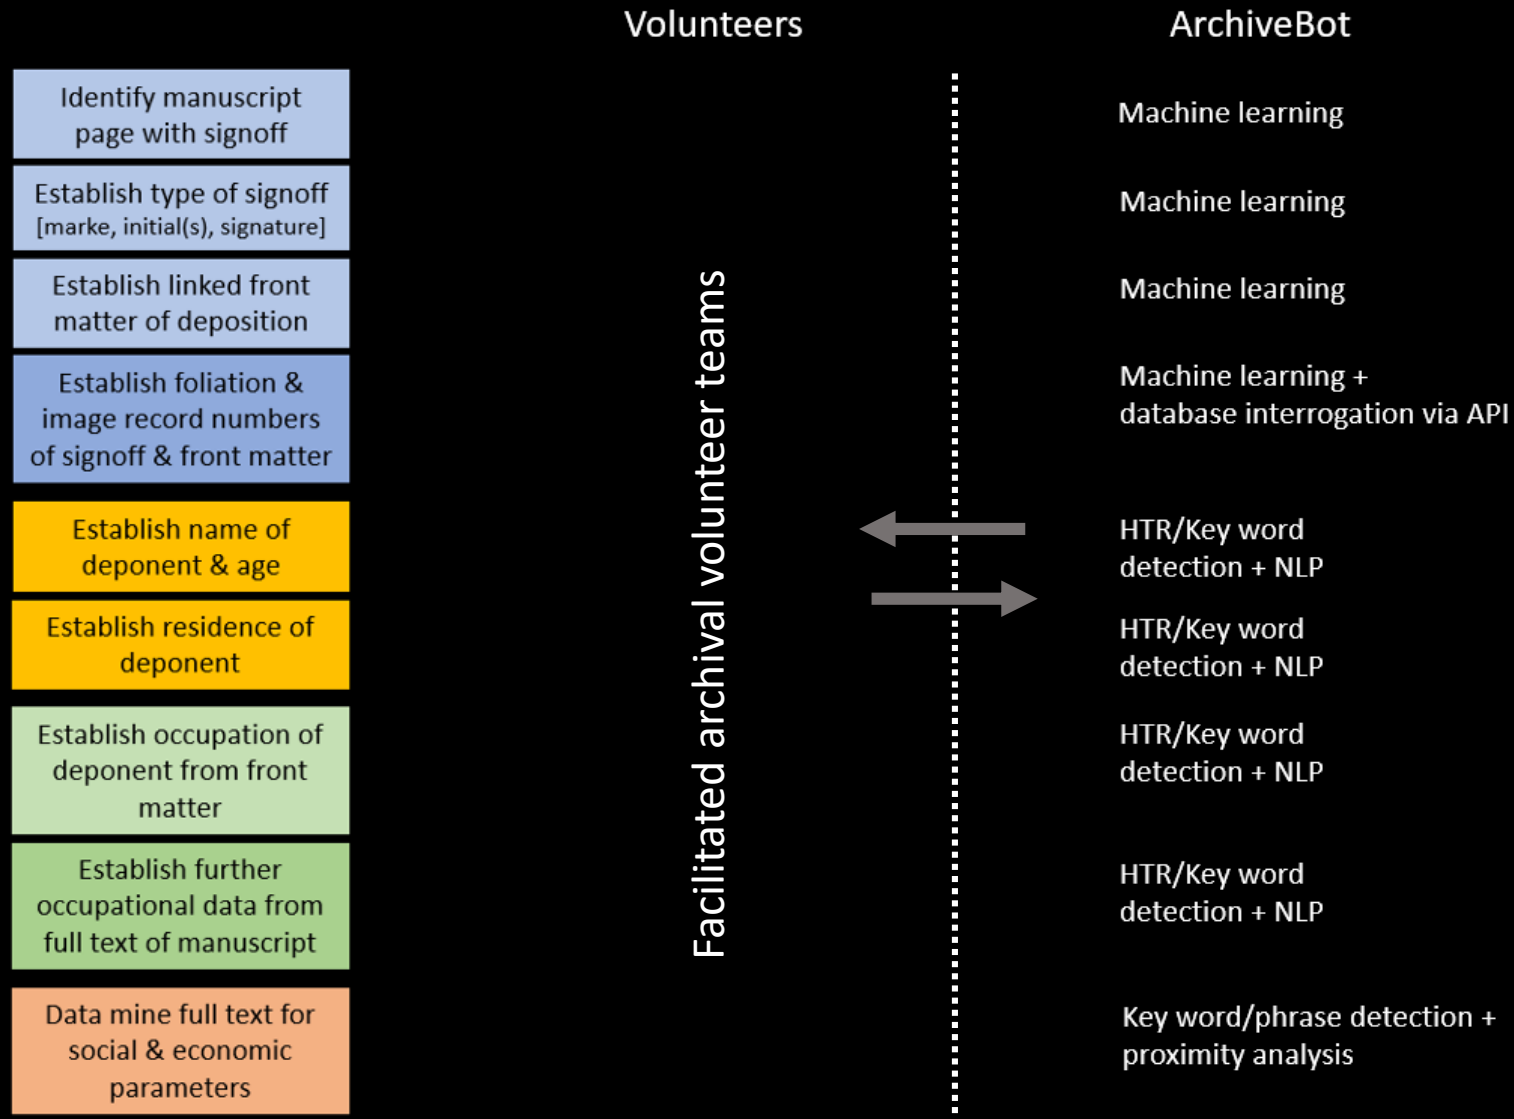 Volunteers
ArchiveBot
Identify manuscript
page with signoff
Machine learning
Establish type of signoff
[marke, initial(s), signature]
Machine learning
Establish linked front
matter of deposition
Machine learning
Establish foliation &
image record numbers
of signoff & front matter
Machine learning +
database interrogation via API
Establish name of
deponent & age
HTR/Key word
detection + NLP
Establish residence of
deponent
HTR/Key word
detection + NLP
Establish occupation of
deponent from front
matter
HTR/Key word
detection + NLP
Establish further
occupational data from
full text of manuscript
HTR/Key word
detection + NLP
Data mine full text for
social & economic
parameters
Key word/phrase detection +
proximity analysis
Facilitated archival volunteer teams